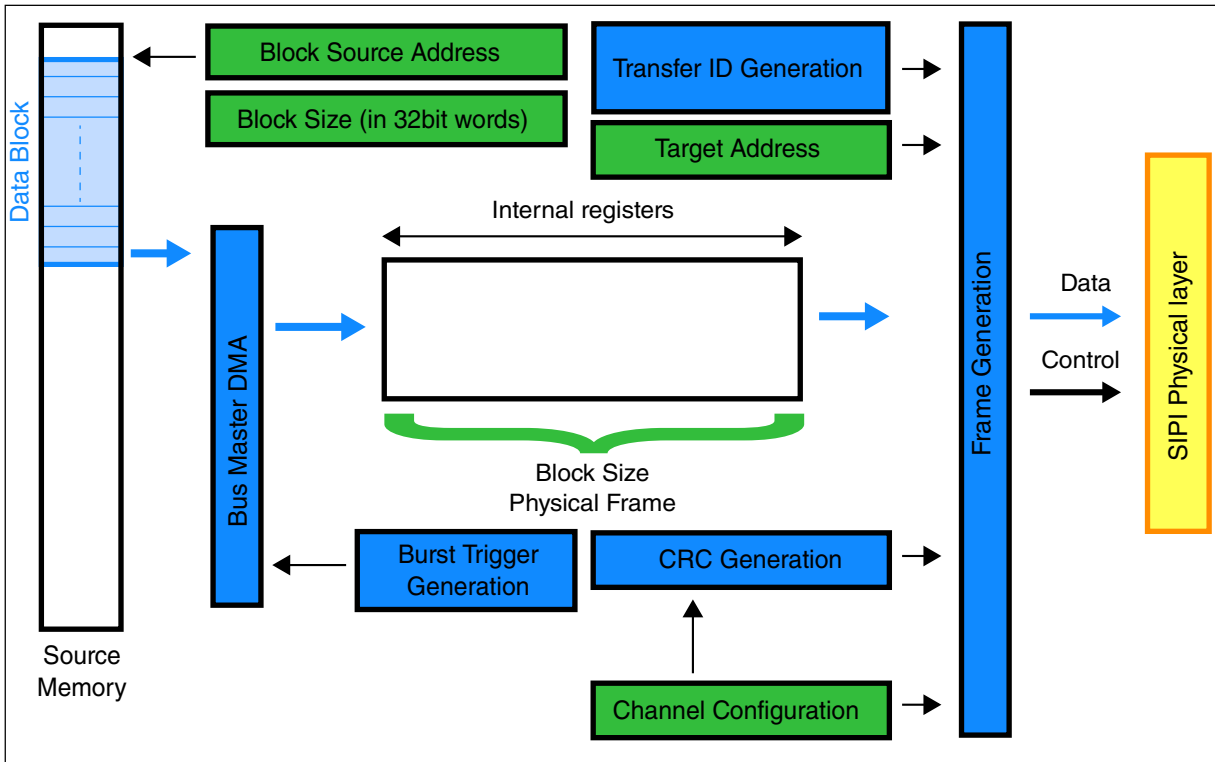 Block Source Address
Transfer ID Generation
Block Size (in 32bit words)
Target Address
Data Block
Internal registers
Bus Master DMA
Frame Generation
Data
Control
SIPI Physical layer
Block Size
Physical Frame
Burst Trigger
Generation
CRC Generation
Source
Memory
Channel Configuration